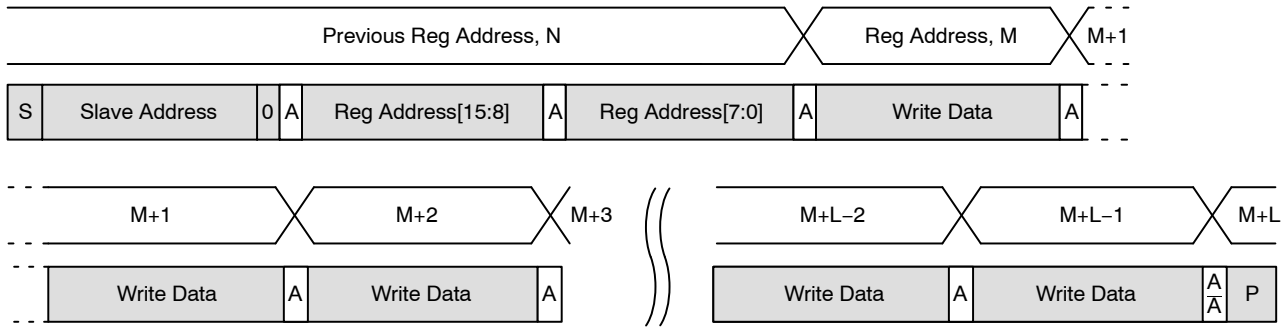 Previous Reg Address, N Reg Address, M M+1
S Slave Address 0 A Reg Address[15:8] A Reg Address[7:0] A Write Data A
M+1 M+2 M+3 M+L−2 M+L−1 M+L
Write Data A Write Data A Write Data A Write Data A A̅ P